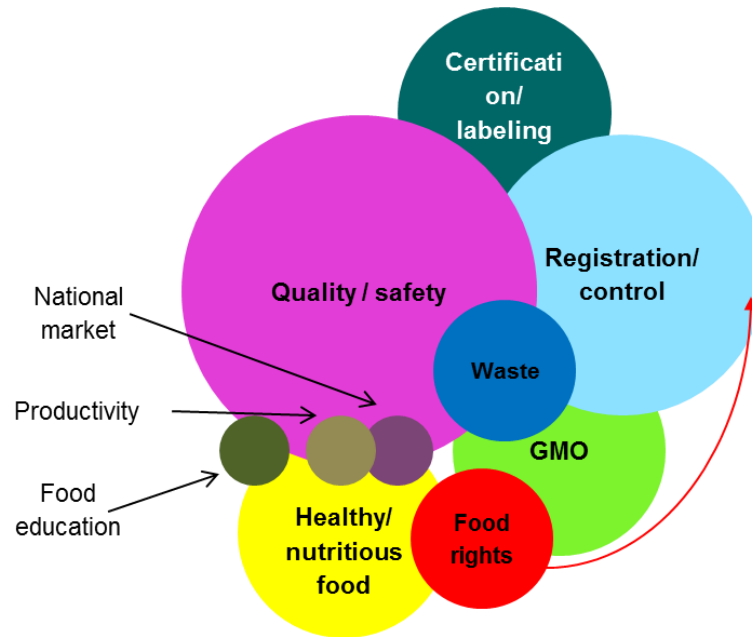 Certificati
on/
labeling
Registration/
control
Quality / safety
National
market
Waste
Productivity
GMO
Food
education
Healthy/
nutritious
food
Food
rights